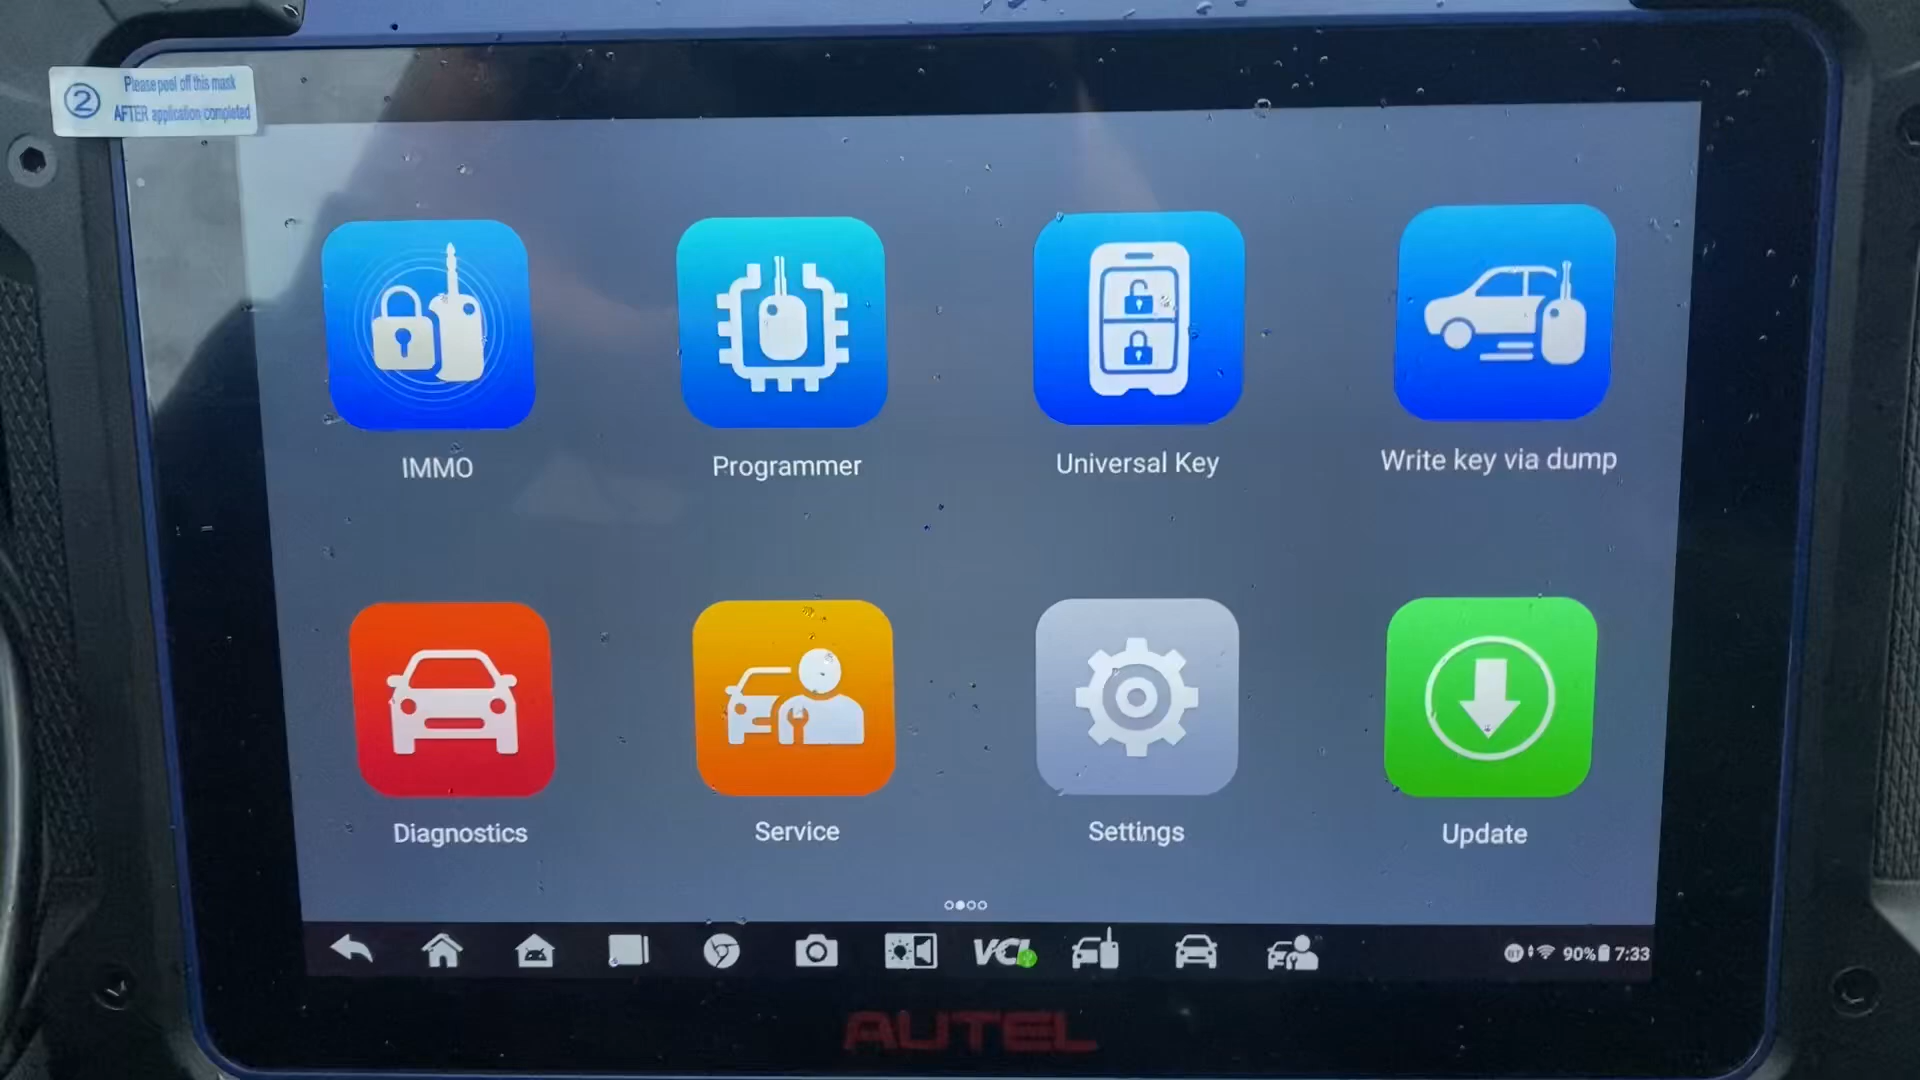 ② Please peel off this mask
AFTER application completed
IMMO
Programmer
Universal Key
Write key via dump
Diagnostics
Service
Settings
Update
VCI
90% 7:33
AUTEL